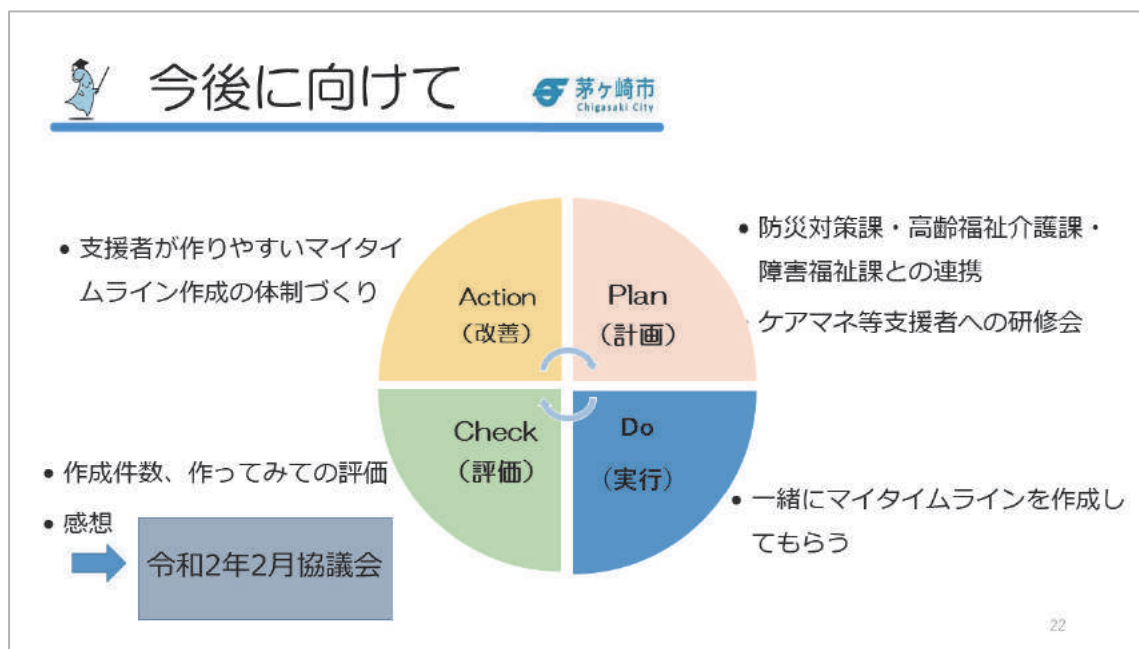 今後に向けて
茅ヶ崎市
Chigasaki City
• 支援者が作りやすいマイタイ
ムライン作成の体制づくり
Action
（改善）
Plan
（計画）
• 防災対策課・高齢福祉介護課・
障害福祉課との連携
• ケアマネ等支援者への研修会
Check
（評価）
Do
（実行）
• 作成件数、作ってみての評価
• 感想
令和2年2月協議会
• 一緒にマイタイムラインを作成し
てもらう
22